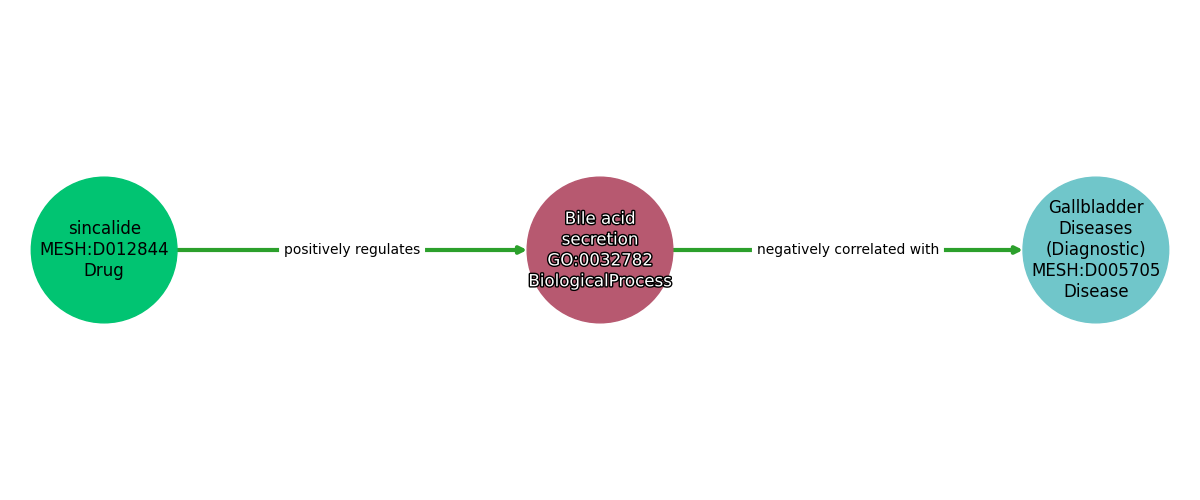 sincalide
MESH:D012844
Drug
positively regulates
Bile acid
secretion
GO:0032782
BiologicalProcess
negatively correlated with
Gallbladder
Diseases
(Diagnostic)
MESH:D005705
Disease